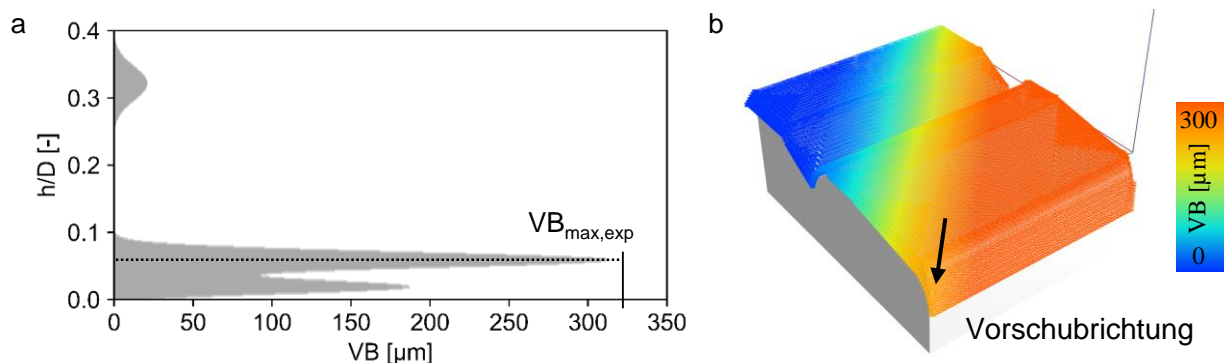 a
0.4
0.3
0.2
0.1
0.0
h/D [-]
0 50 100 150 200 250 300 350
VB [µm]
VBmax,exp
b
300
VB [µm]
0
Vorschubrichtung